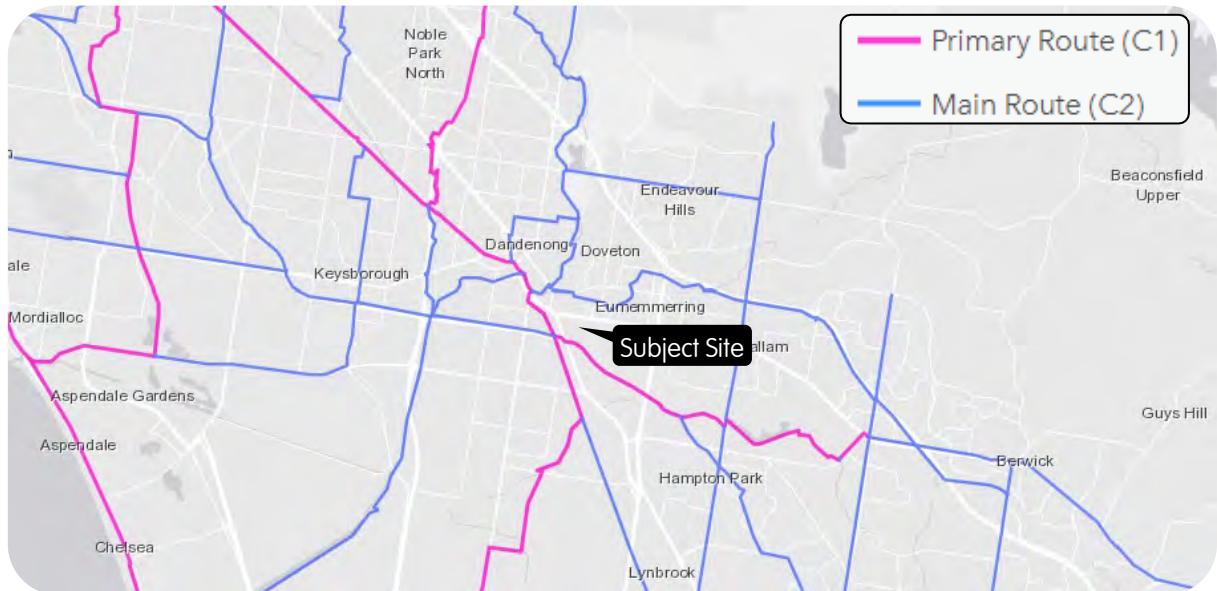 Noble
Park
North
Primary Route (C1)
Main Route (C2)
Beaconsfield
Upper
Endeavour
Hills
Dandenong
Doveton
ale
Keysborough
Eumemmerring
Mordialloc
Subject Site
allam
Aspendale Gardens
Guys Hill
Aspendale
Berwick
Hampton Park
Chelsea
Lynbrook